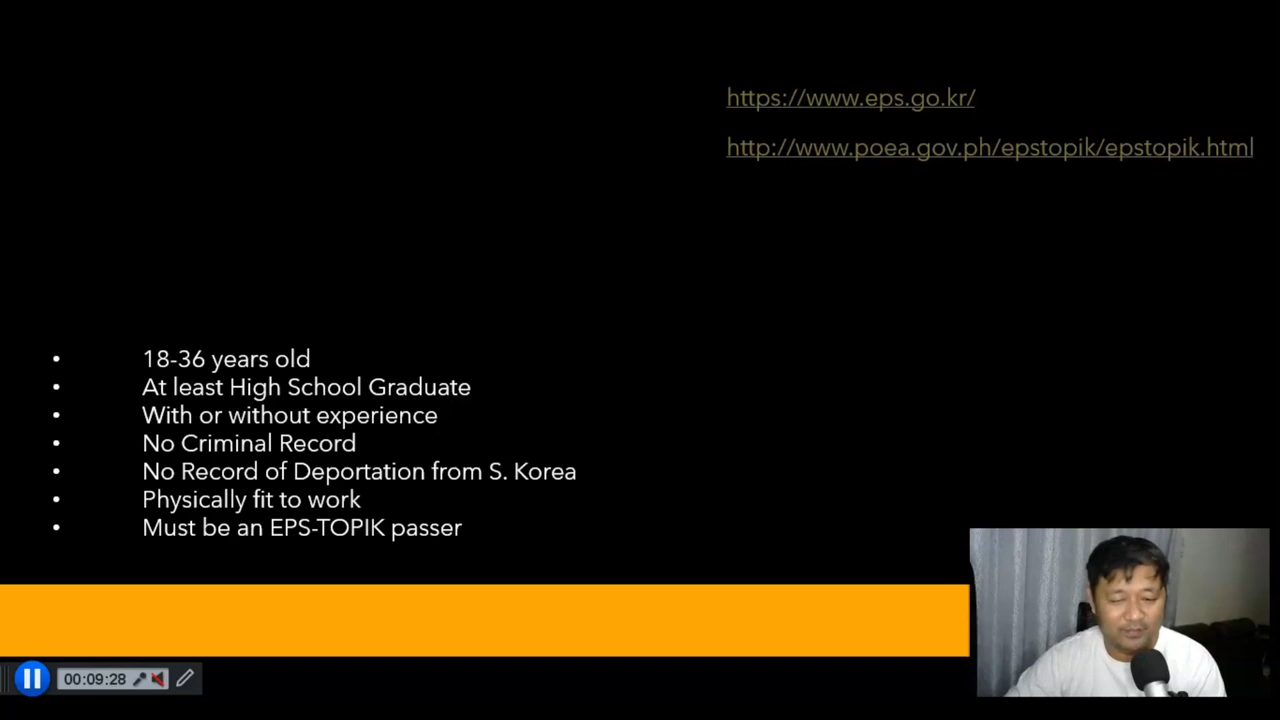 https://www.eps.go.kr/
http://www.poea.gov.ph/epstopik/epstopik.html
• 18-36 years old
• At least High School Graduate
• With or without experience
• No Criminal Record
• No Record of Deportation from S. Korea
• Physically fit to work
• Must be an EPS-TOPIK passer
00:09:28